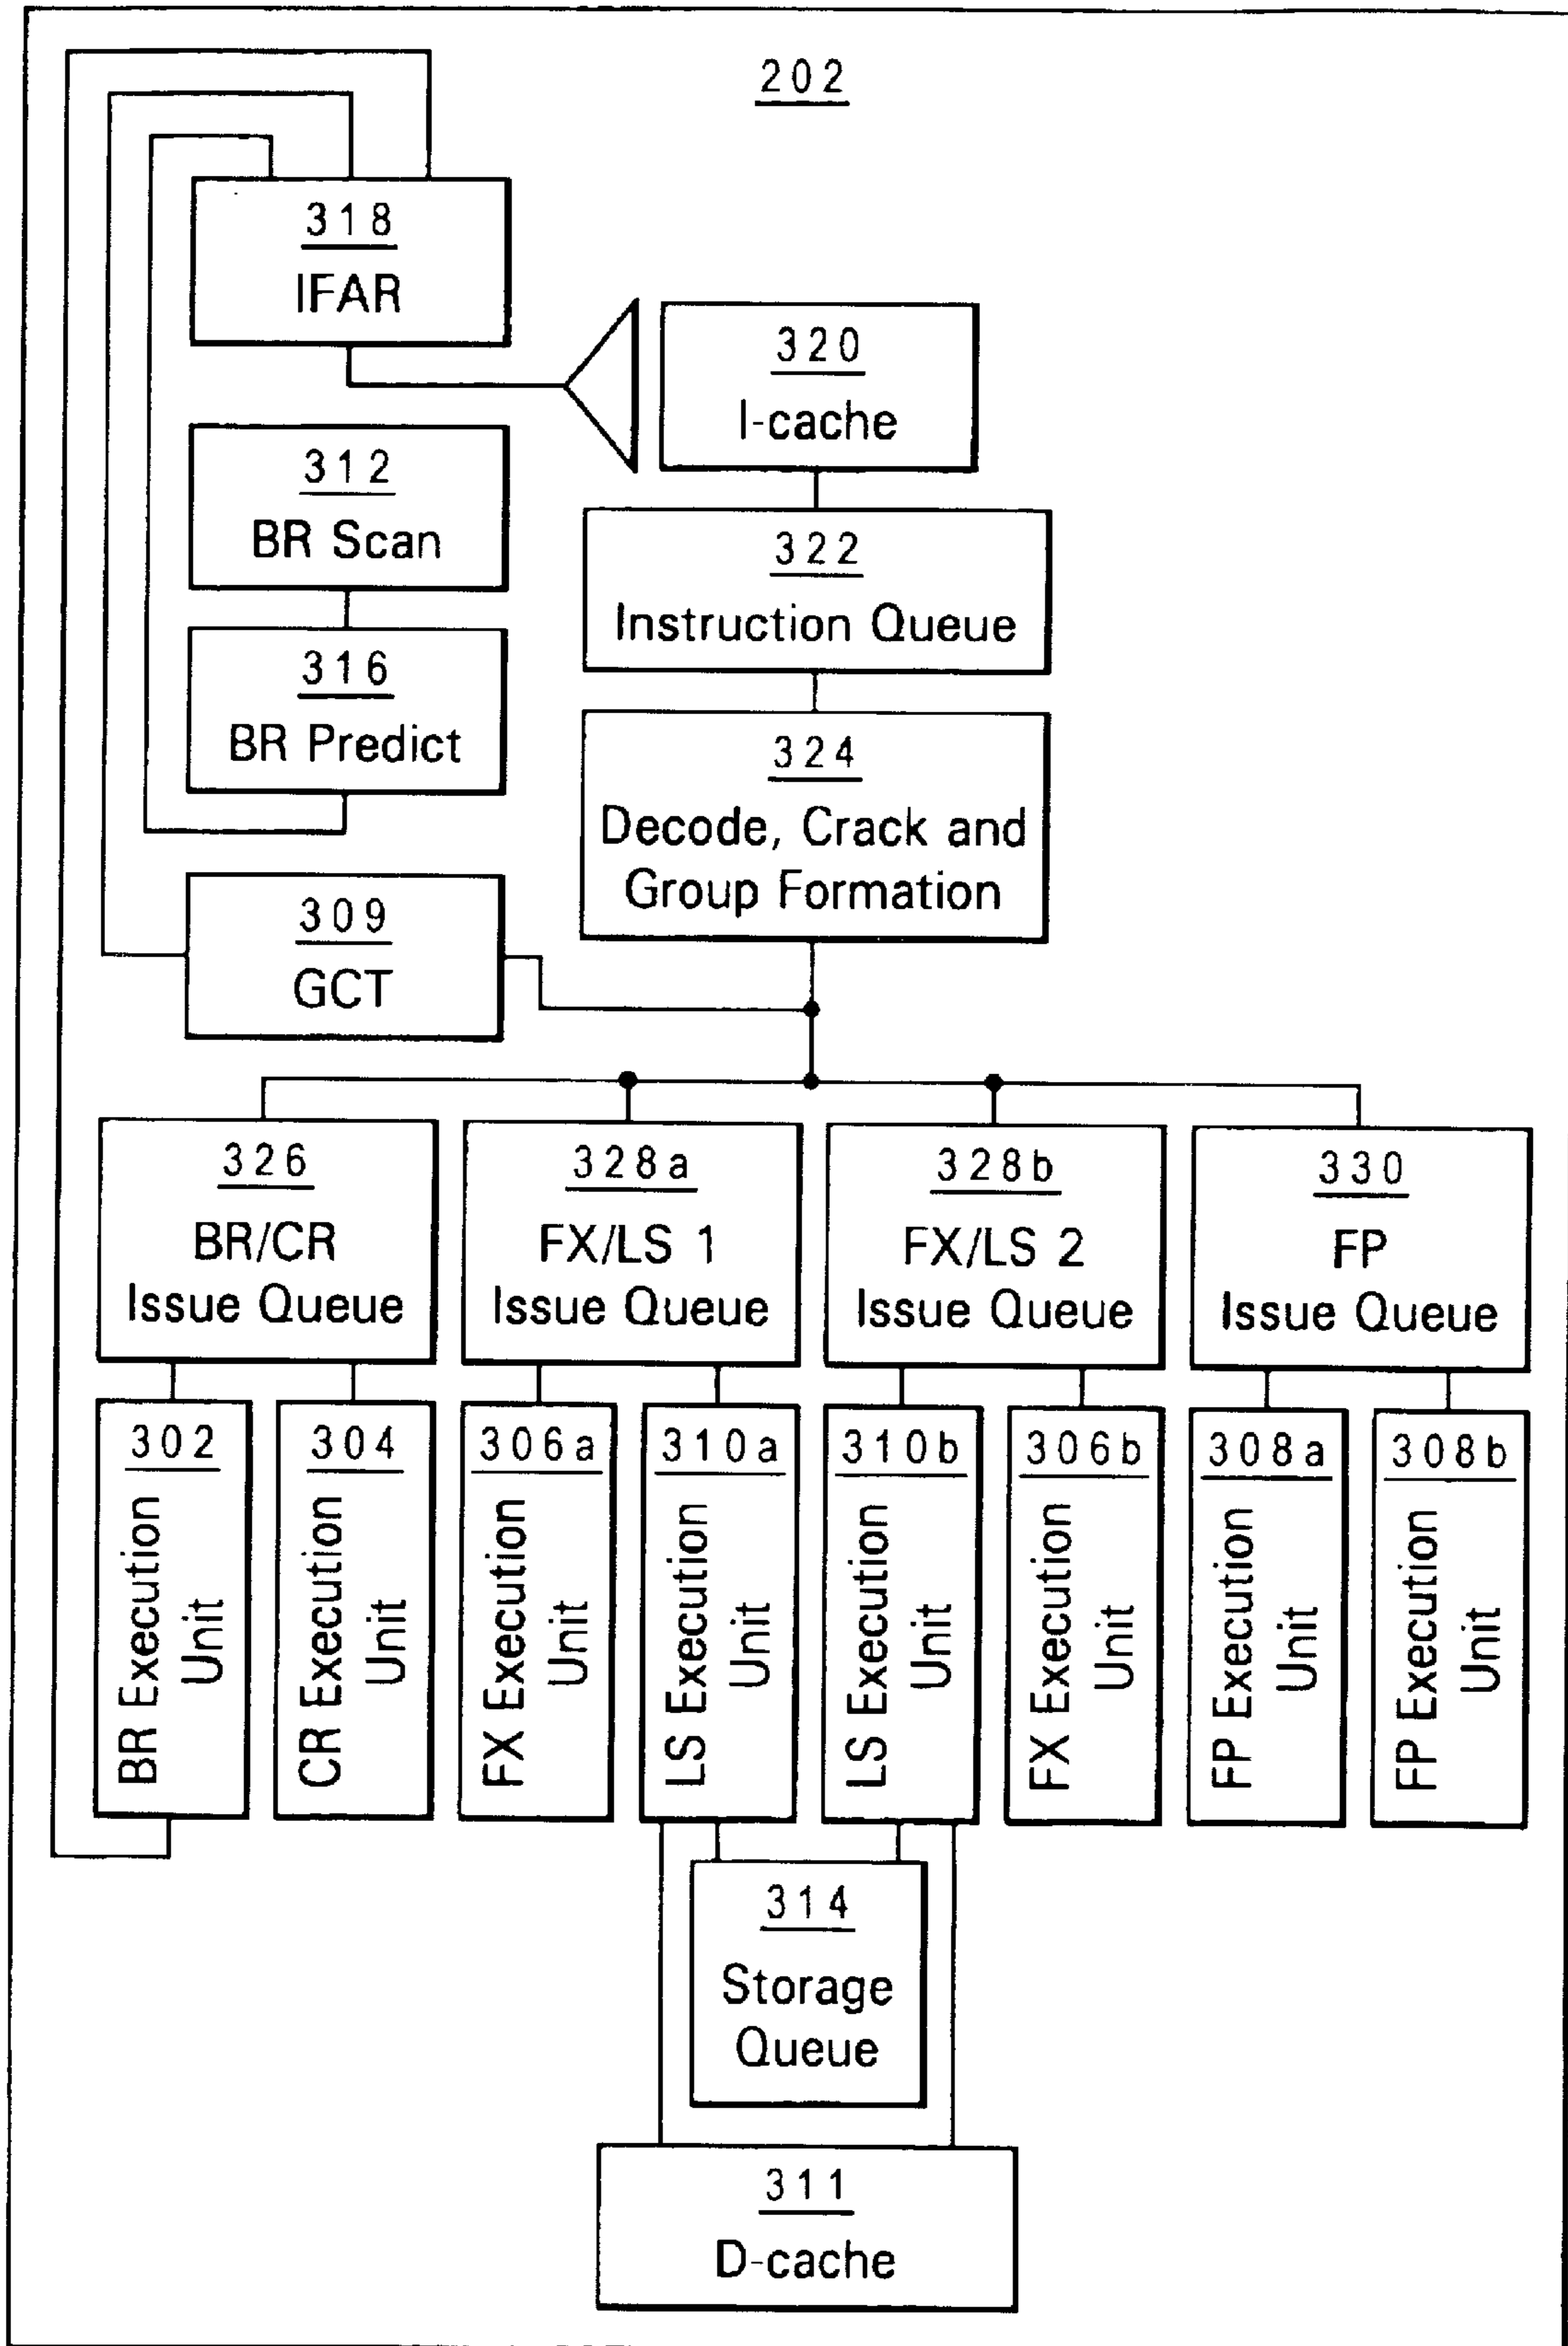 202
318
IFAR
320
I-cache
312
BR Scan
322
Instruction Queue
316
BR Predict
324
Decode, Crack and
Group Formation
309
GCT
326
BR/CR
Issue Queue
328a
FX/LS 1
Issue Queue
328b
FX/LS 2
Issue Queue
330
FP
Issue Queue
302
BR Execution
Unit
304
CR Execution
Unit
306a
FX Execution
Unit
310a
LS Execution
Unit
310b
LS Execution
Unit
306b
FX Execution
Unit
308a
FP Execution
Unit
308b
FP Execution
Unit
314
Storage
Queue
311
D-cache